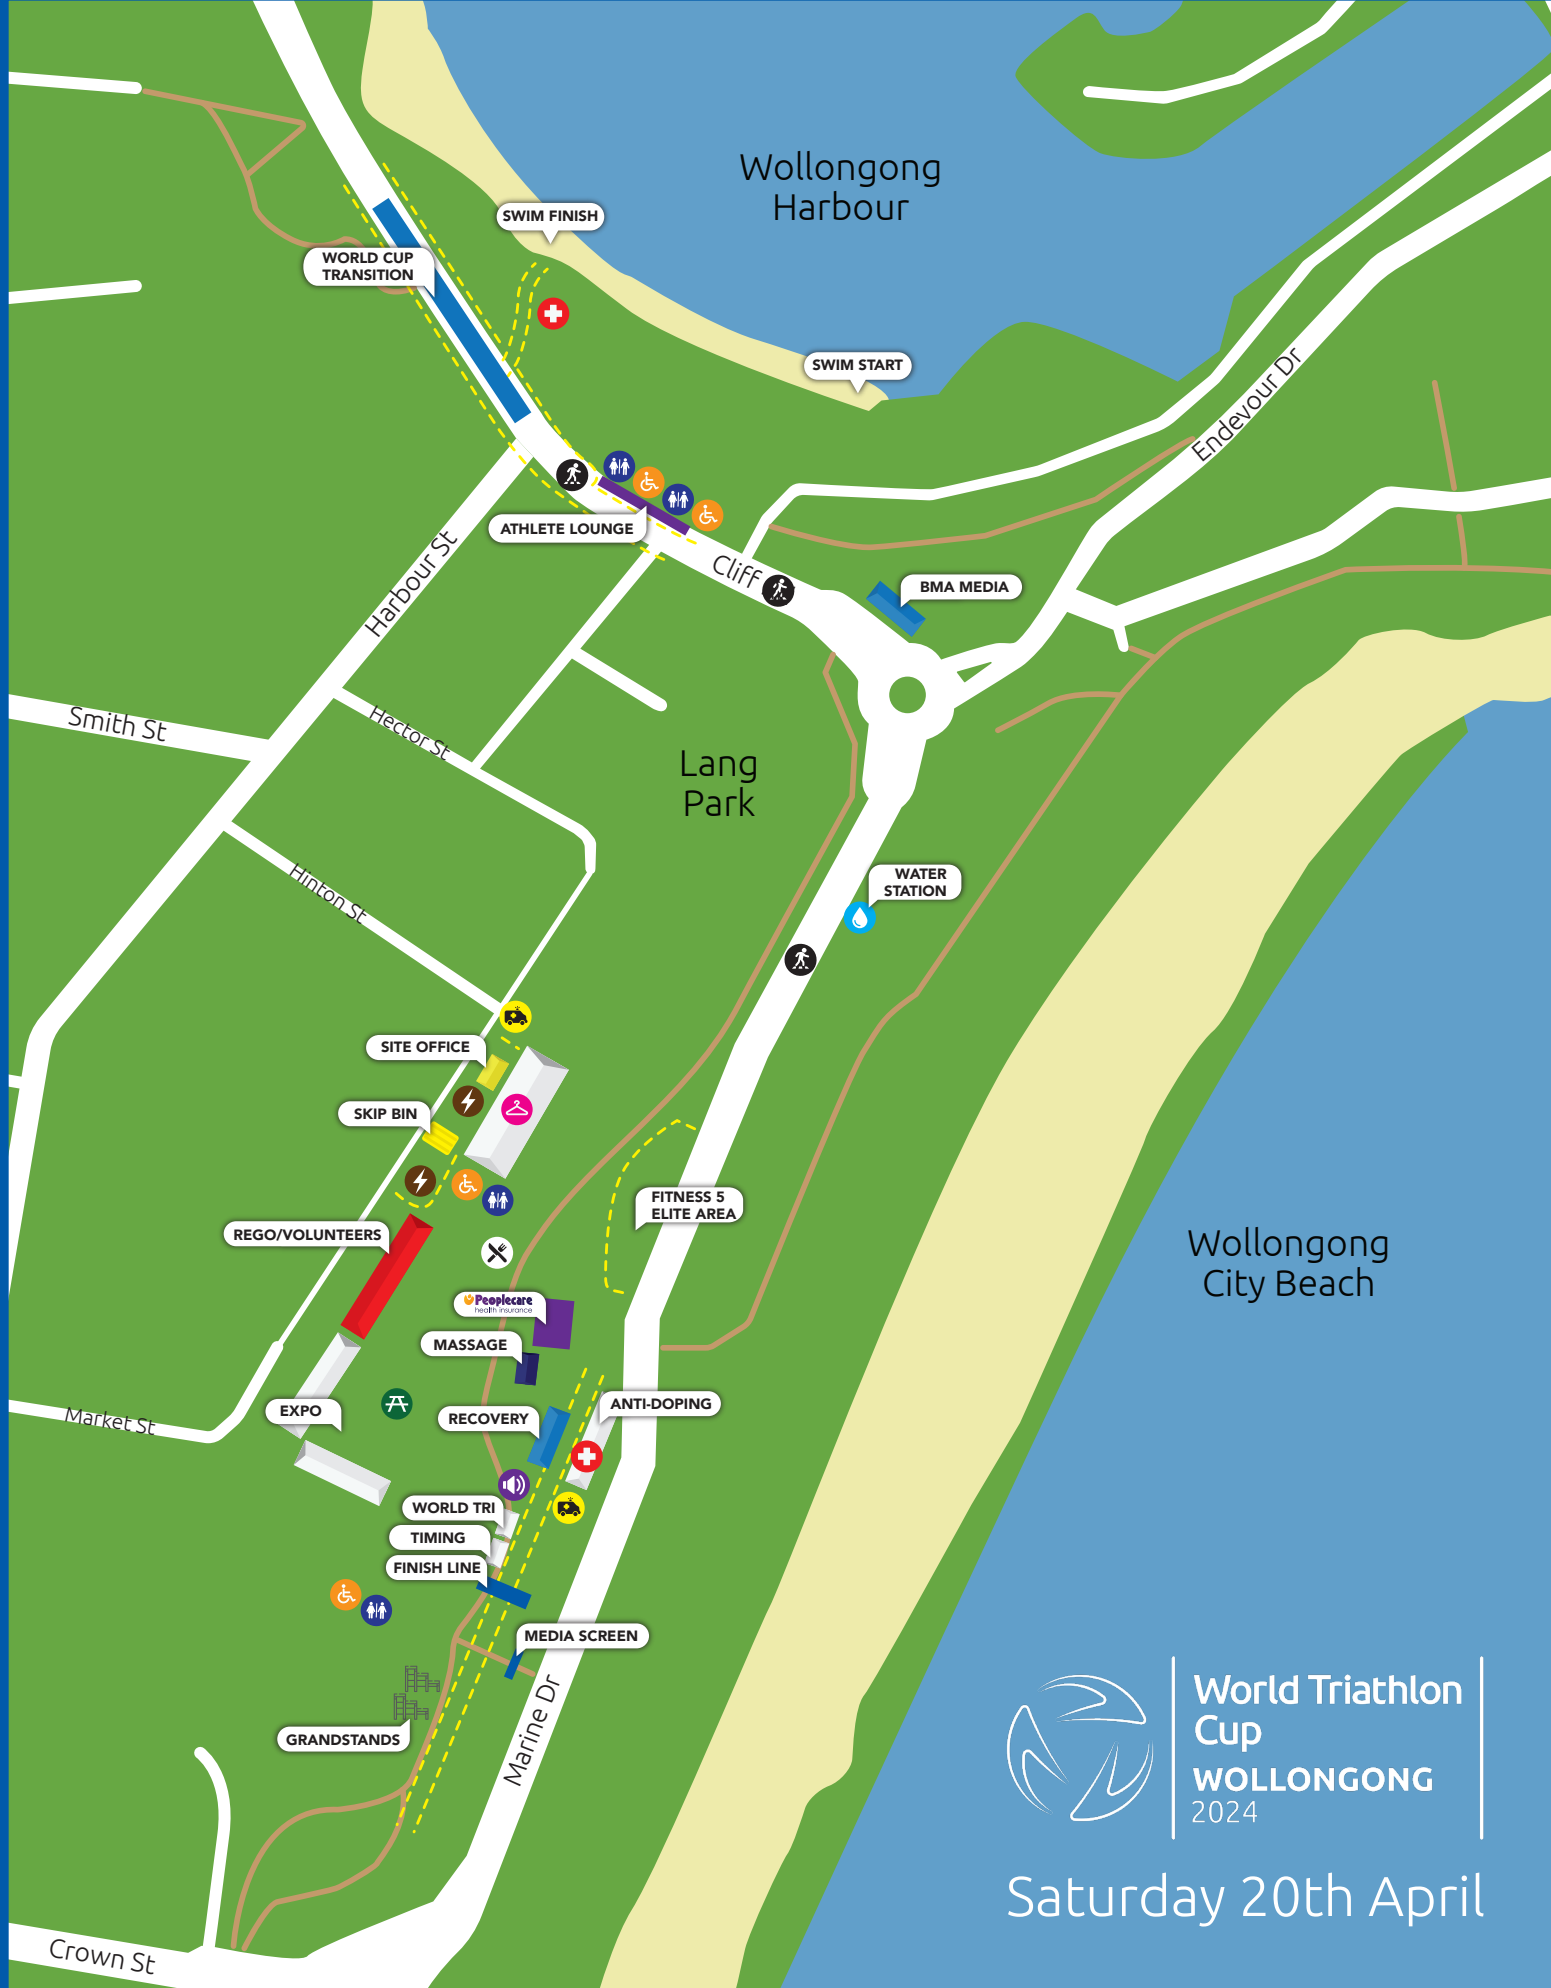 Wollongong
Harbour
SWIM FINISH
WORLD CUP
TRANSITION
SWIM START
Endevour Dr
ATHLETE LOUNGE
Harbour St
Cliff
BMA MEDIA
Smith St
Hector St
Lang
Park
WATER
STATION
Hinton St
SITE OFFICE
SKIP BIN
FITNESS 5
ELITE AREA
REGO/VOLUNTEERS
Wollongong
City Beach
Peoplecare
health insurance
MASSAGE
ANTI-DOPING
EXPO
RECOVERY
Market St
WORLD TRI
TIMING
FINISH LINE
MEDIA SCREEN
Marine Dr
GRANDSTANDS
World Triathlon
Cup
WOLLONGONG
2024
Saturday 20th April
Crown St